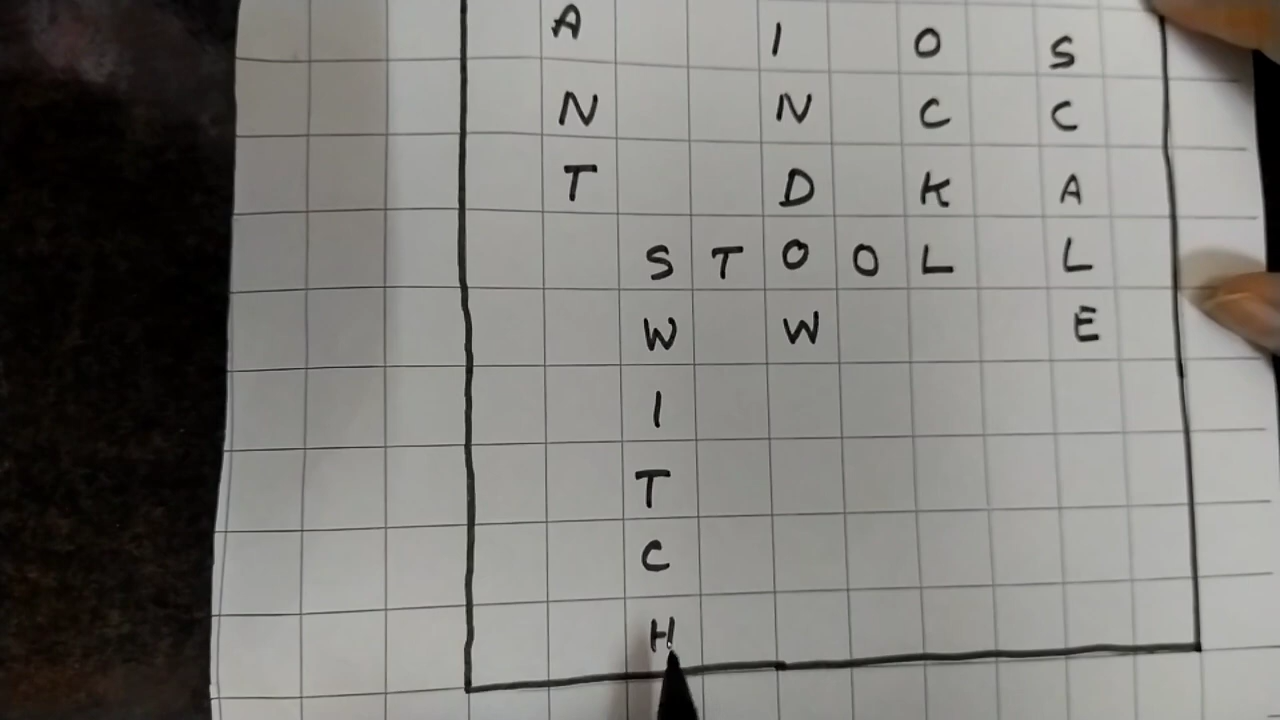 A I O S
N N C C
T D K A
S T O O L L
W W E
I
T
C
H